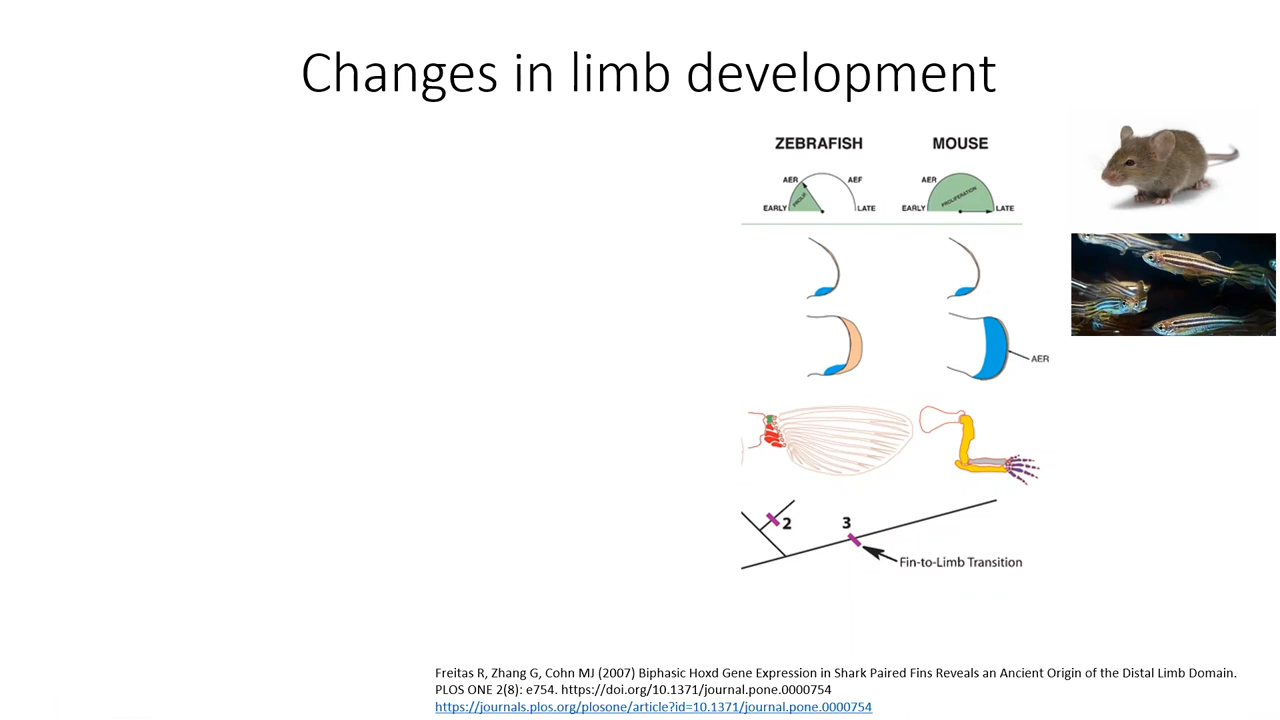 Changes in limb development
ZEBRAFISH
MOUSE
AER
AEF
PROLIF.
EARLY
LATE
AER
PROLIFERATION
EARLY
LATE
AER
2
3
Fin-to-Limb Transition
Freitas R, Zhang G, Cohn MJ (2007) Biphasic Hoxd Gene Expression in Shark Paired Fins Reveals an Ancient Origin of the Distal Limb Domain.
PLOS ONE 2(8): e754. https://doi.org/10.1371/journal.pone.0000754
https://journals.plos.org/plosone/article?id=10.1371/journal.pone.0000754